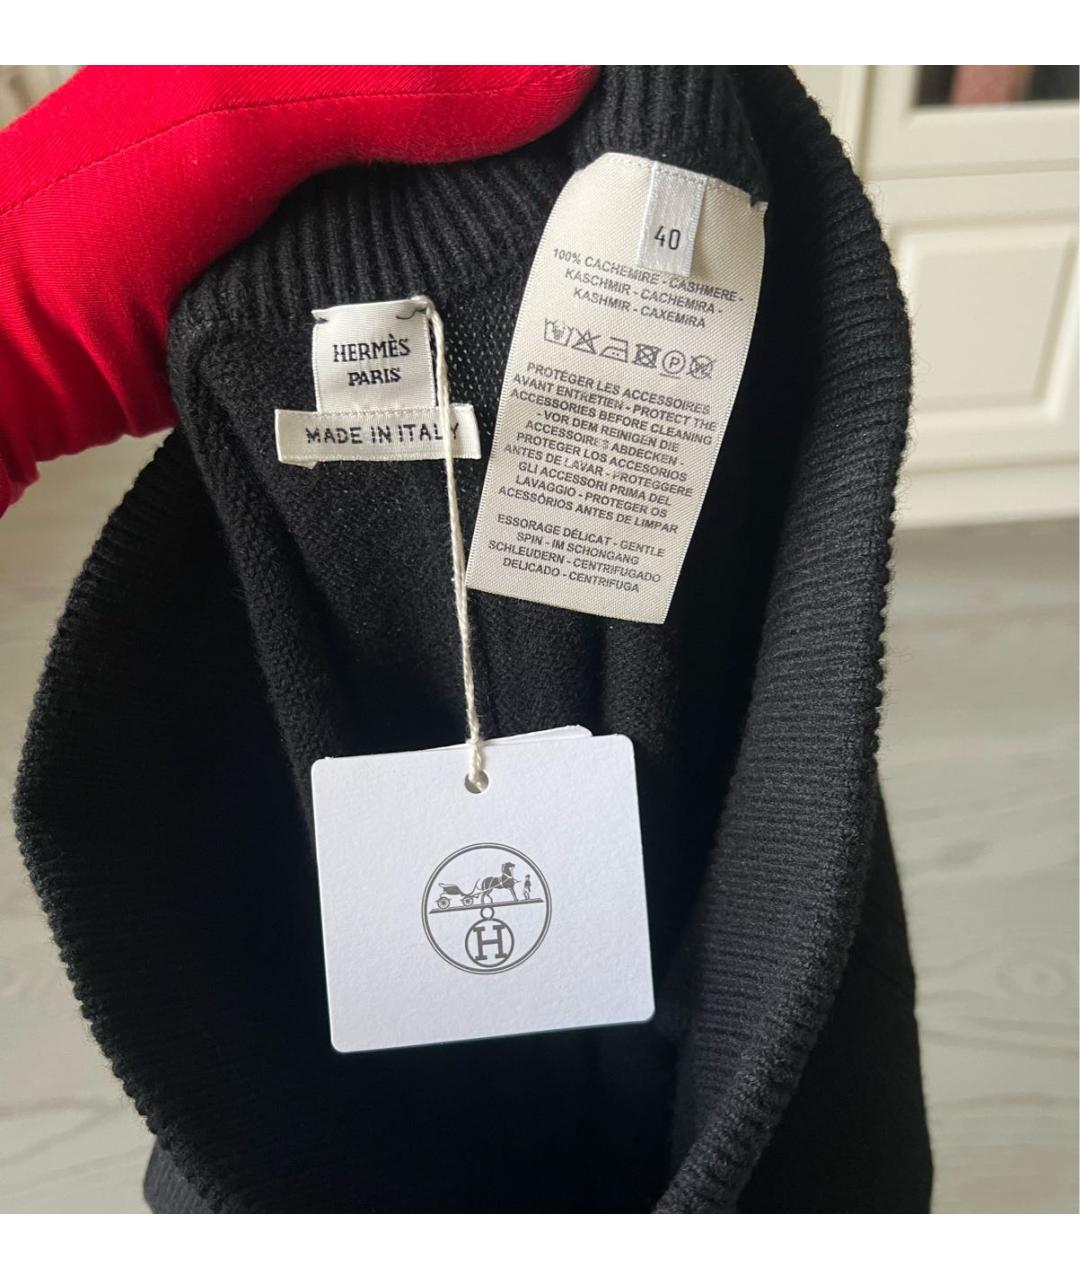 40
100% CACHEMIRE - CASHMERE -
KASCHMIR - CACHEMIRA -
KASHMIR - CAXEMIRA
PROTÉGER LES ACCESSOIRES
AVANT ENTRETIEN - PROTECT THE
ACCESSORIES BEFORE CLEANING
- VOR DEM REINIGEN DIE
ACCESSOIRES ABDECKEN -
PROTEGER LOS ACCESORIOS
ANTES DE LAVAR - PROTEGGERE
GLI ACCESSORI PRIMA DEL
LAVAGGIO - PROTEGER OS
ACESSÓRIOS ANTES DE LIMPAR
ESSORAGE DÉLICAT - GENTLE
SPIN - IM SCHONGANG
SCHLEUDERN - CENTRIFUGADO
DELICADO - CENTRIFUGA
HERMÈS
PARIS
MADE IN ITALY
H